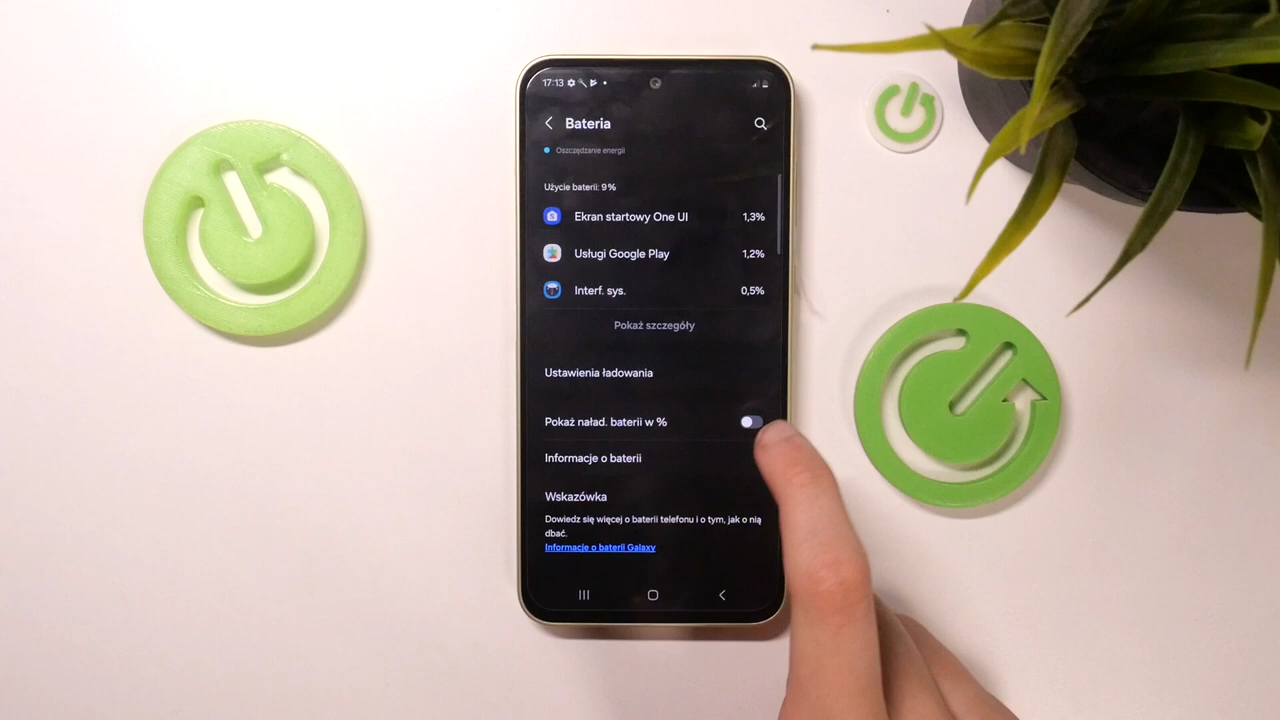 17:13
Bateria
Oszczędzanie energii
Użycie baterii: 9%
Ekran startowy One UI 1,3%
Usługi Google Play 1,2%
Interf. sys. 0,5%
Pokaż szczegóły
Ustawienia ładowania
Pokaż naład. baterii w %
Informacje o baterii
Wskazówka
Dowiedz się więcej o baterii telefonu i o tym, jak o nią
dbać.
Informacje o baterii Galaxy